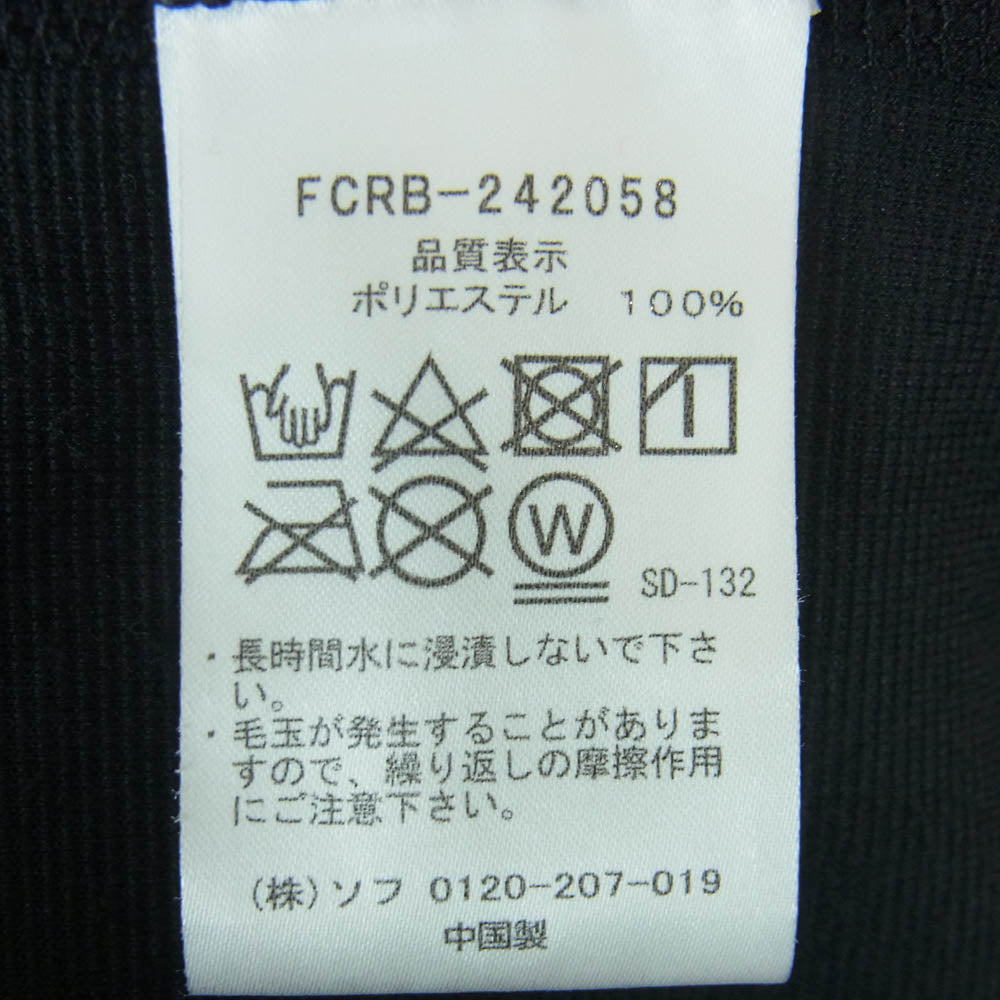 FCRB-242058
品質表示
ポリエステル 100%
W
SD-132
・長時間水に浸漬しないで下さ
い。
・毛玉が発生することがありま
すので、繰り返しの摩擦作用
にご注意下さい。
(株)ソフ 0120-207-019
中国製